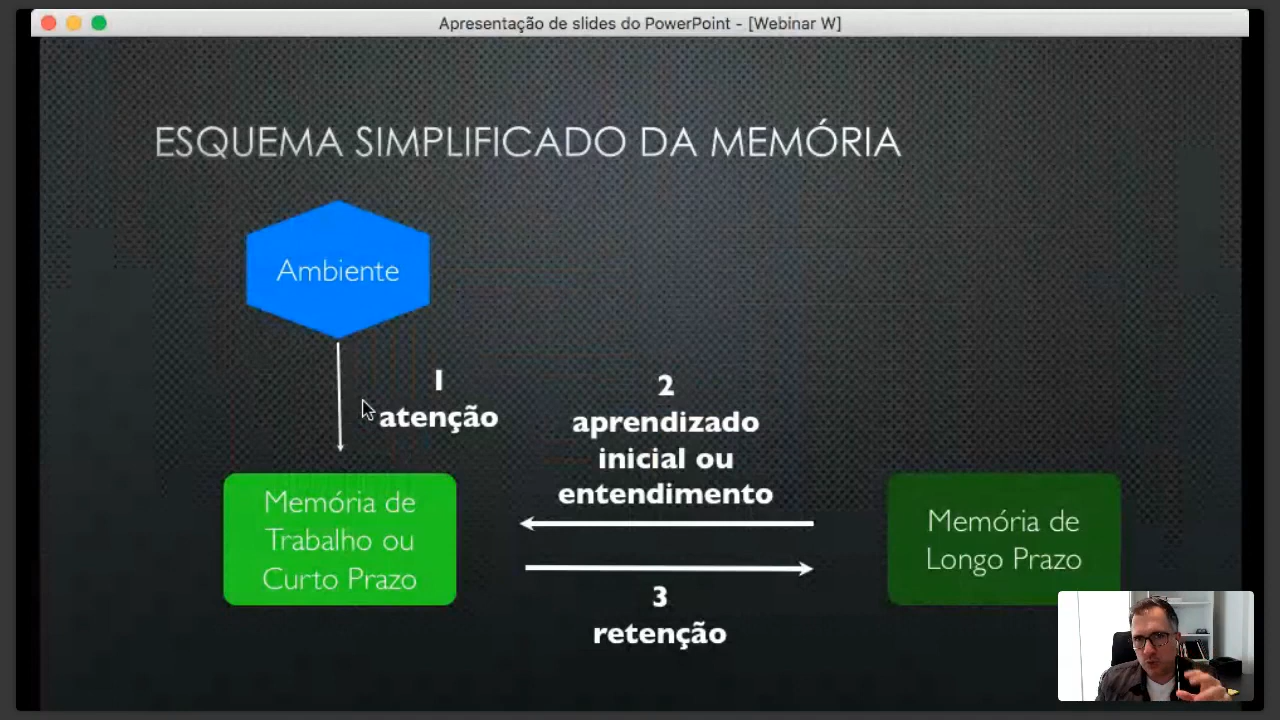 Apresentação de slides do PowerPoint - [Webinar W]
ESQUEMA SIMPLIFICADO DA MEMÓRIA
Ambiente
1
atenção
2
aprendizado
inicial ou
entendimento
Memória de
Trabalho ou
Curto Prazo
Memória de
Longo Prazo
3
retenção